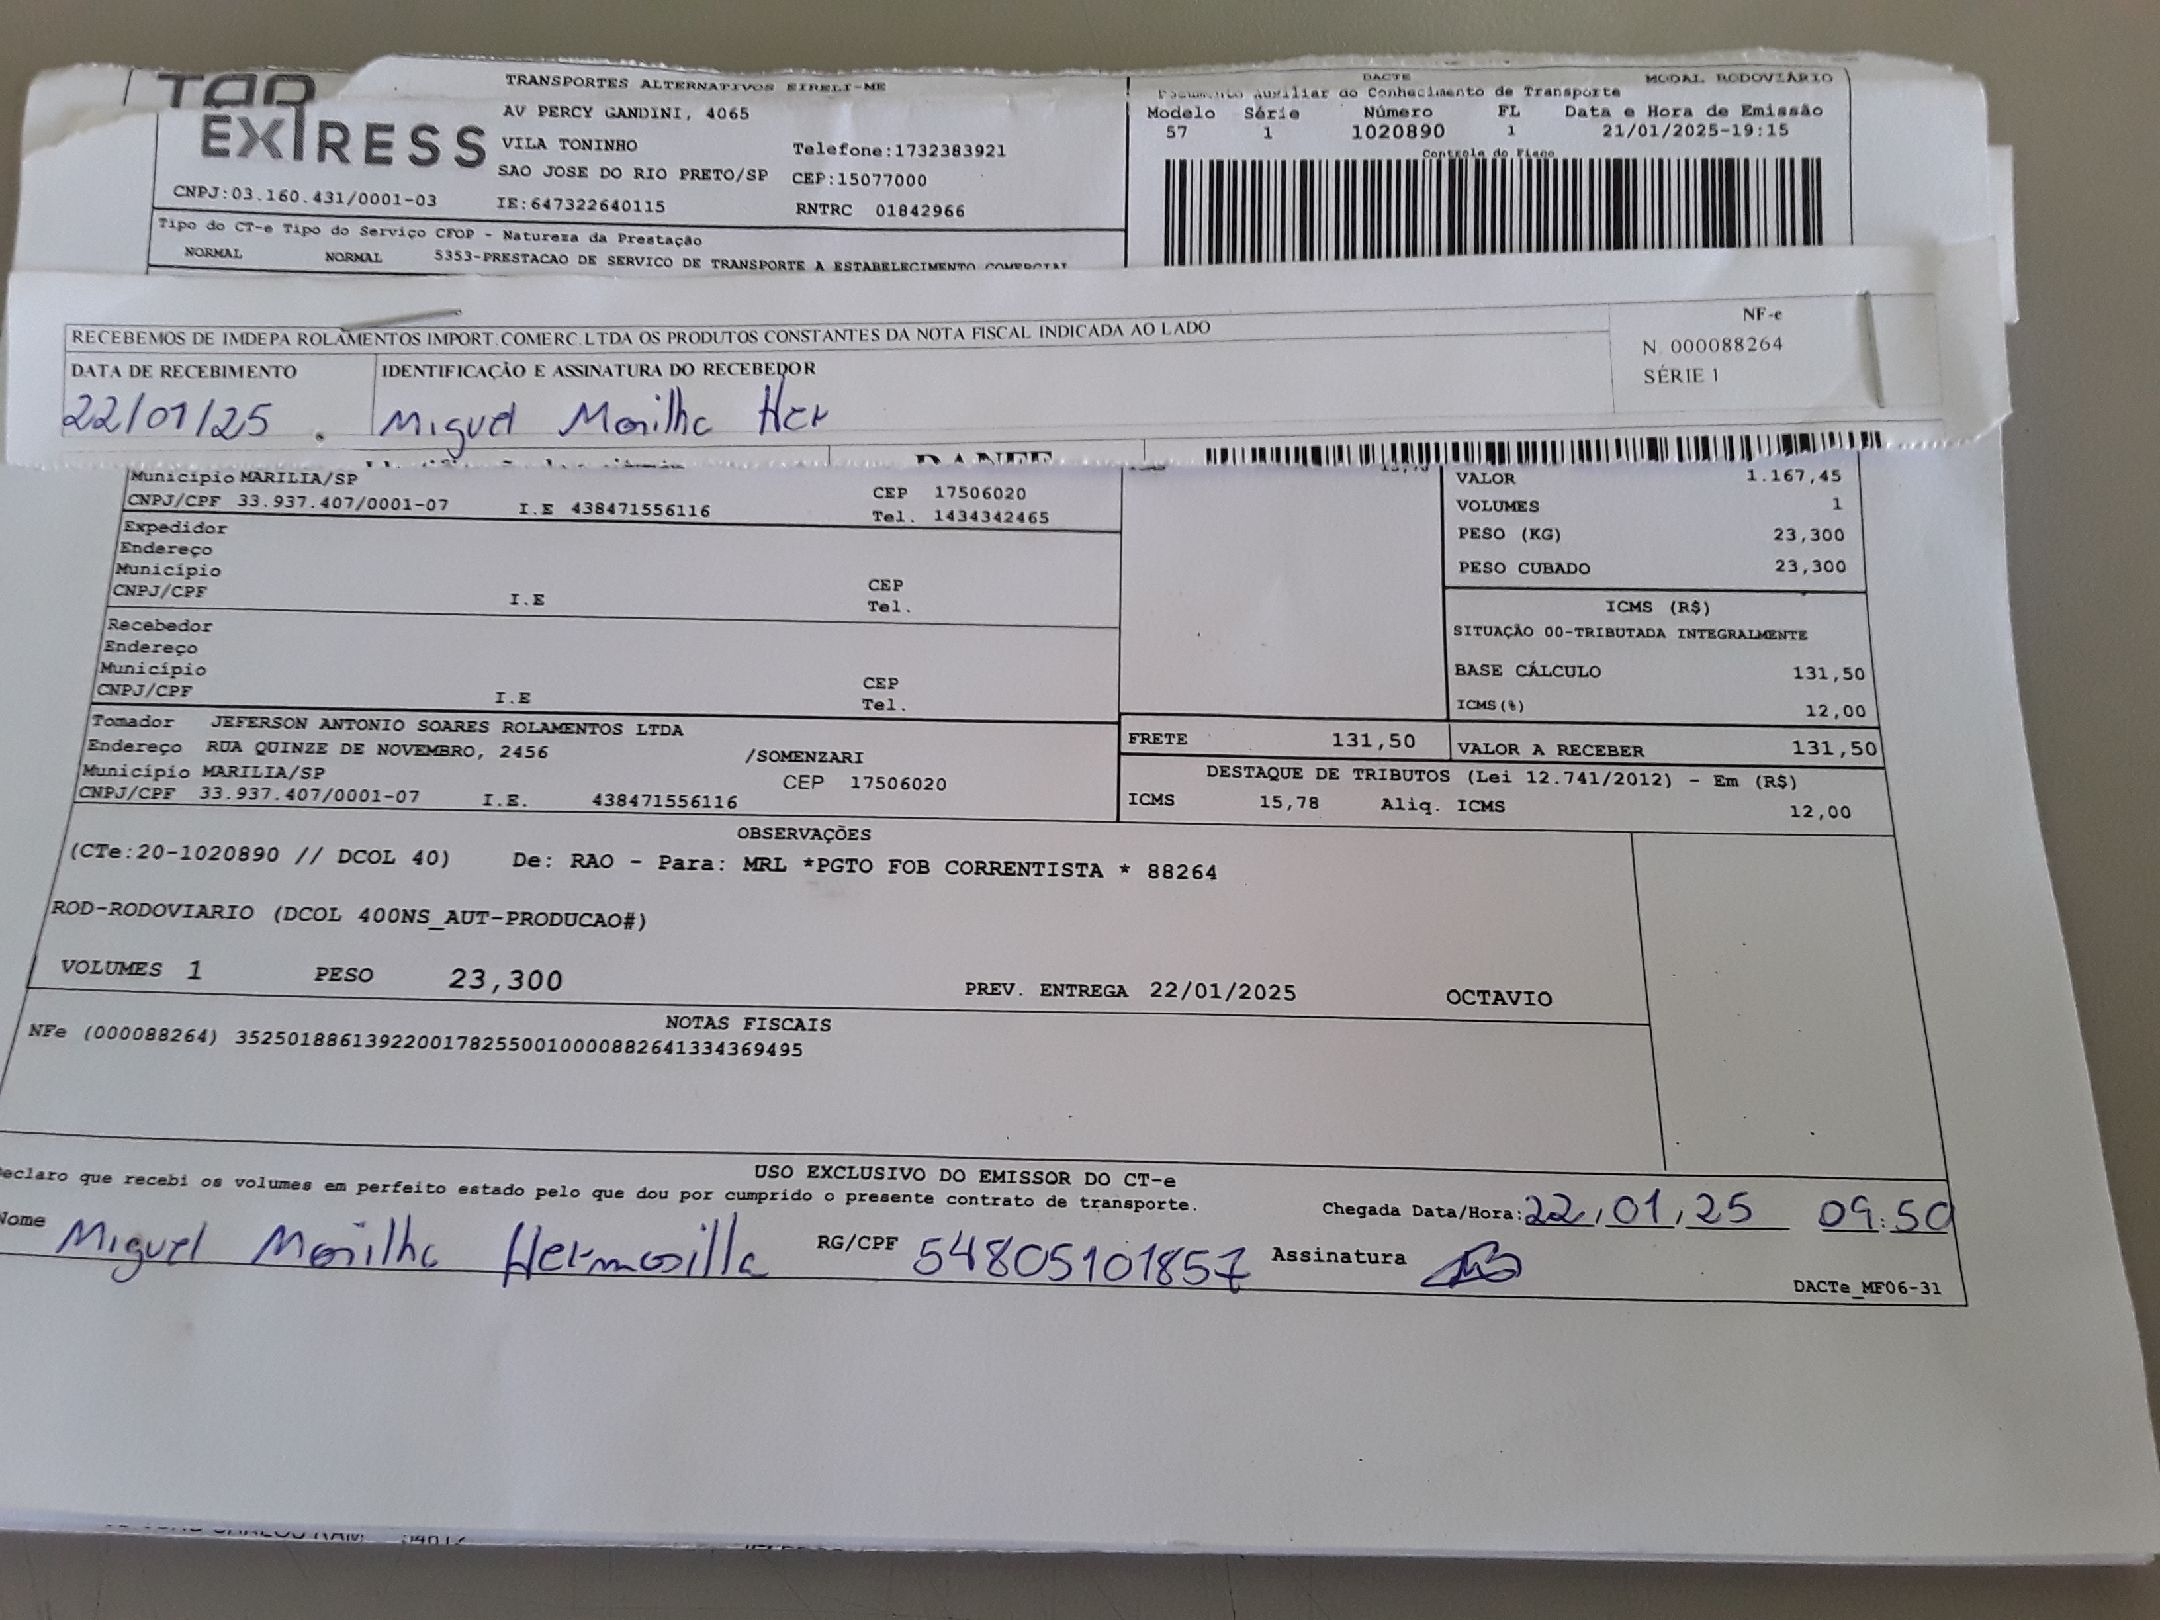 EXPRESS
TRANSPORTES ALTERNATIVOS EIRELI-ME
AV PERCY GANDINI, 4065
VILA TONINHO Telefone:1732383921
SAO JOSE DO RIO PRETO/SP CEP:15077000
CNPJ:03.160.431/0001-03 IE:647322640115 RNTRC 01842966
DACTE MODAL RODOVIÁRIO
Documento Auxiliar do Conhecimento de Transporte
Modelo Série Número FL Data e Hora de Emissão
57 1 1020890 1 21/01/2025-19:15
Controle do Fisco
Tipo do CT-e Tipo do Serviço CFOP - Natureza da Prestação
NORMAL NORMAL 5353-PRESTACAO DE SERVICO DE TRANSPORTE A ESTABELECIMENTO COMERCIAL
RECEBEMOS DE IMDEPA ROLAMENTOS IMPORT.COMERC.LTDA OS PRODUTOS CONSTANTES DA NOTA FISCAL INDICADA AO LADO
NF-e
N. 000088264
SÉRIE 1
DATA DE RECEBIMENTO IDENTIFICAÇÃO E ASSINATURA DO RECEBEDOR
22/01/25 . Miguel Morilha Her
DANFE
Município MARILIA/SP CEP 17506020
CNPJ/CPF 33.937.407/0001-07 I.E 438471556116 Tel. 1434342465
Expedidor
Endereço
Município CEP
CNPJ/CPF I.E Tel.
Recebedor
Endereço
Município CEP
CNPJ/CPF I.E Tel.
VALOR 1.167,45
VOLUMES 1
PESO (KG) 23,300
PESO CUBADO 23,300
ICMS (R$)
SITUAÇÃO 00-TRIBUTADA INTEGRALMENTE
BASE CÁLCULO 131,50
ICMS(%) 12,00
Tomador JEFERSON ANTONIO SOARES ROLAMENTOS LTDA
Endereço RUA QUINZE DE NOVEMBRO, 2456 /SOMENZARI
Município MARILIA/SP CEP 17506020
CNPJ/CPF 33.937.407/0001-07 I.E. 438471556116
FRETE 131,50 VALOR A RECEBER 131,50
DESTAQUE DE TRIBUTOS (Lei 12.741/2012) - Em (R$)
ICMS 15,78 Aliq. ICMS 12,00
OBSERVAÇÕES
(CTe:20-1020890 // DCOL 40) De: RAO - Para: MRL *PGTO FOB CORRENTISTA * 88264
ROD-RODOVIARIO (DCOL 400NS_AUT-PRODUCAO#)
VOLUMES 1 PESO 23,300 PREV. ENTREGA 22/01/2025 OCTAVIO
NOTAS FISCAIS
NFe (000088264) 35250188613922001782550010000882641334369495
USO EXCLUSIVO DO EMISSOR DO CT-e
eclaro que recebi os volumes em perfeito estado pelo que dou por cumprido o presente contrato de transporte.
Chegada Data/Hora: 22,01,25 09:50
Nome Miguel Morilha Hermosilla RG/CPF 54805101857 Assinatura
DACTe_MF06-31